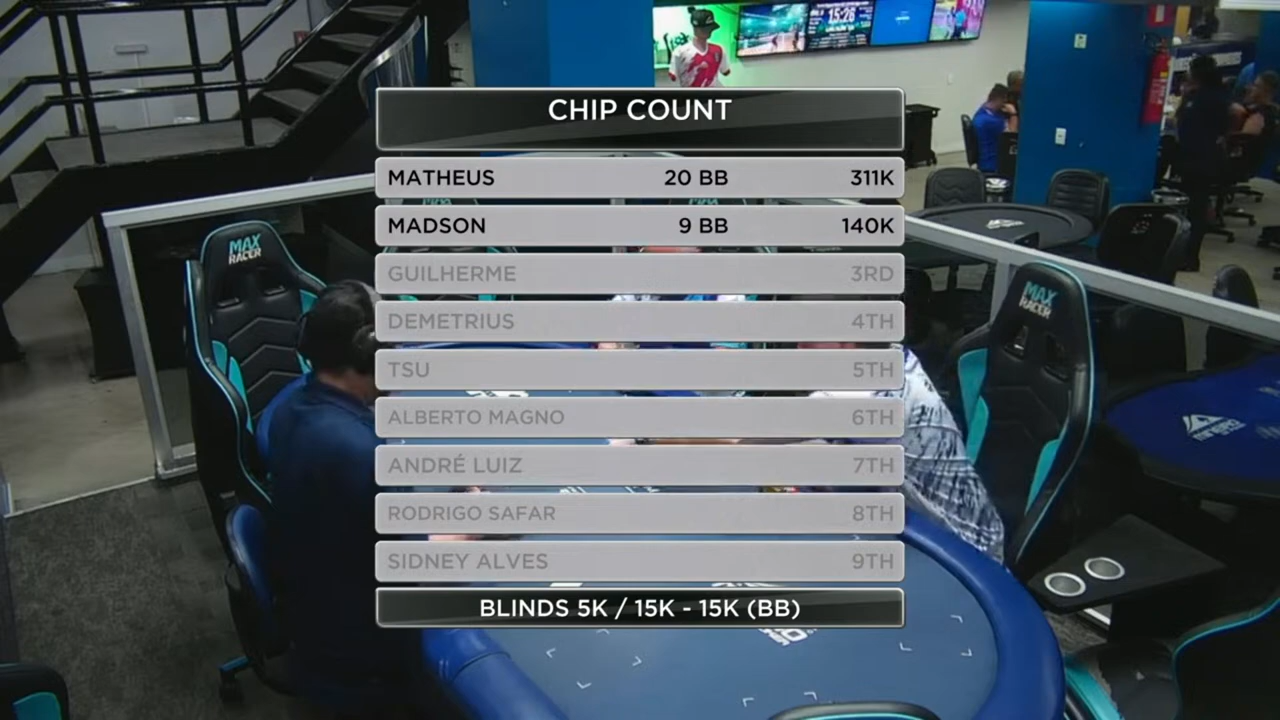 15:26
CHIP COUNT
MATHEUS 20 BB 311K
MADSON 9 BB 140K
GUILHERME 3RD
DEMETRIUS 4TH
TSU 5TH
ALBERTO MAGNO 6TH
ANDRÉ LUIZ 7TH
RODRIGO SAFAR 8TH
SIDNEY ALVES 9TH
BLINDS 5K / 15K - 15K (BB)
MAX
RACER
MAX
RACER